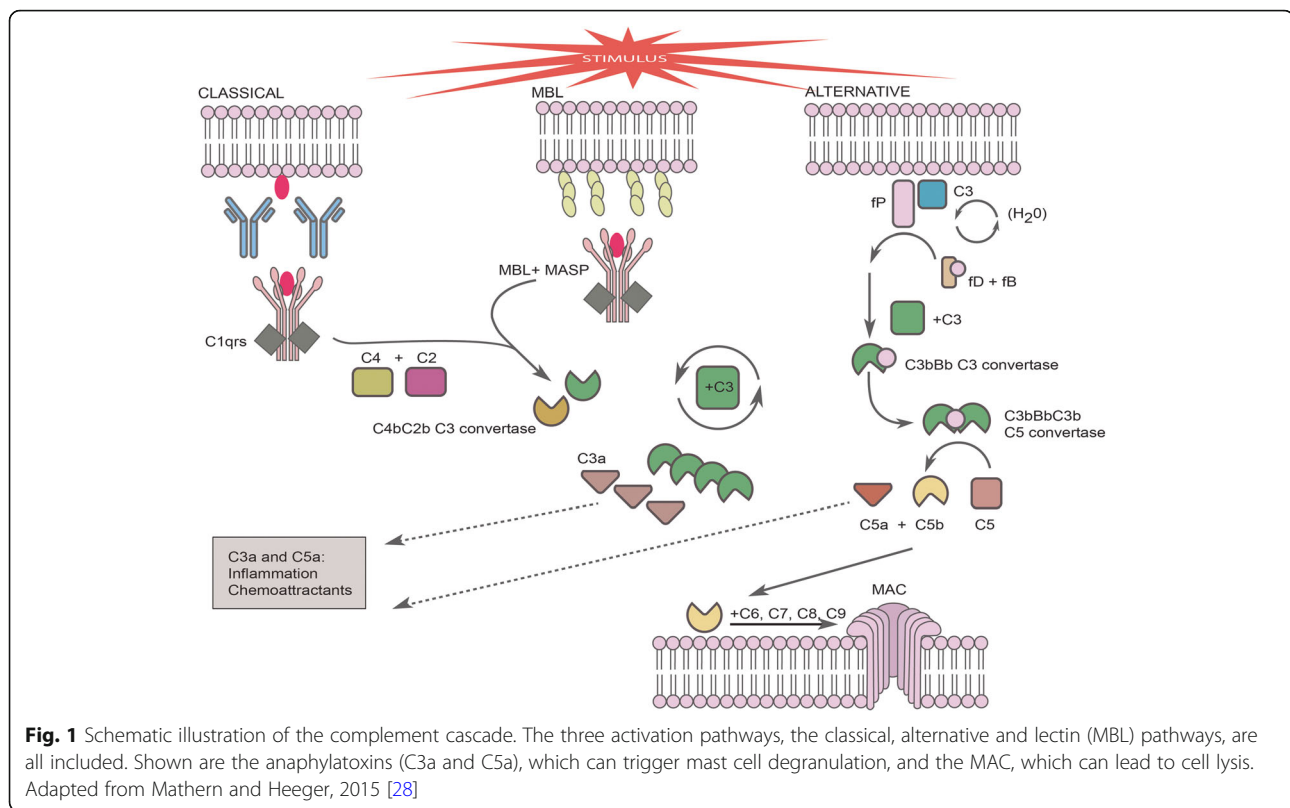 STIMULUS
CLASSICAL
MBL
ALTERNATIVE
fP
C3
(H20)
fD + fB
MBL+ MASP
+C3
C1qrs
C4 + C2
C3bBb C3 convertase
+C3
C4bC2b C3 convertase
C3bBbC3b
C5 convertase
C3a
C5a + C5b C5
C3a and C5a:
Inflammation
Chemoattractants
MAC
+C6, C7, C8, C9
Fig. 1 Schematic illustration of the complement cascade. The three activation pathways, the classical, alternative and lectin (MBL) pathways, are
all included. Shown are the anaphylatoxins (C3a and C5a), which can trigger mast cell degranulation, and the MAC, which can lead to cell lysis.
Adapted from Mathern and Heeger, 2015 [28]